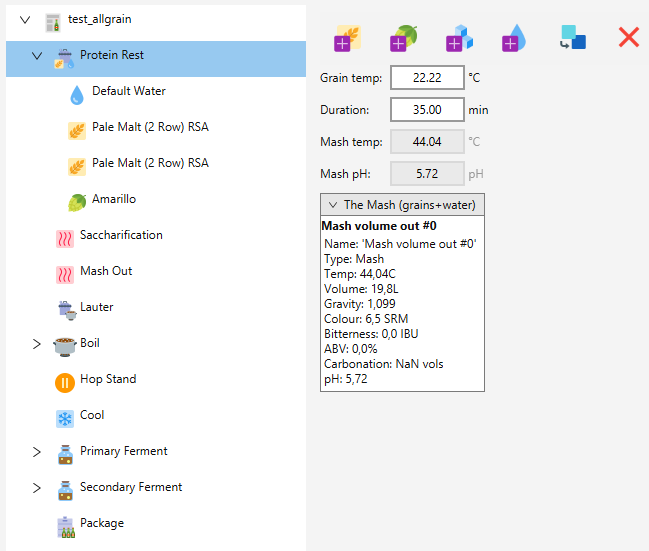 test_allgrain
Protein Rest
Default Water
Pale Malt (2 Row) RSA
Pale Malt (2 Row) RSA
Amarillo
Saccharification
Mash Out
Lauter
Boil
Hop Stand
Cool
Primary Ferment
Secondary Ferment
Package
Grain temp: 22.22 °C
Duration: 35.00 min
Mash temp: 44.04 °C
Mash pH: 5.72 pH
The Mash (grains+water)
Mash volume out #0
Name: 'Mash volume out #0'
Type: Mash
Temp: 44,04C
Volume: 19,8L
Gravity: 1,099
Colour: 6,5 SRM
Bitterness: 0,0 IBU
ABV: 0,0%
Carbonation: NaN vols
pH: 5,72